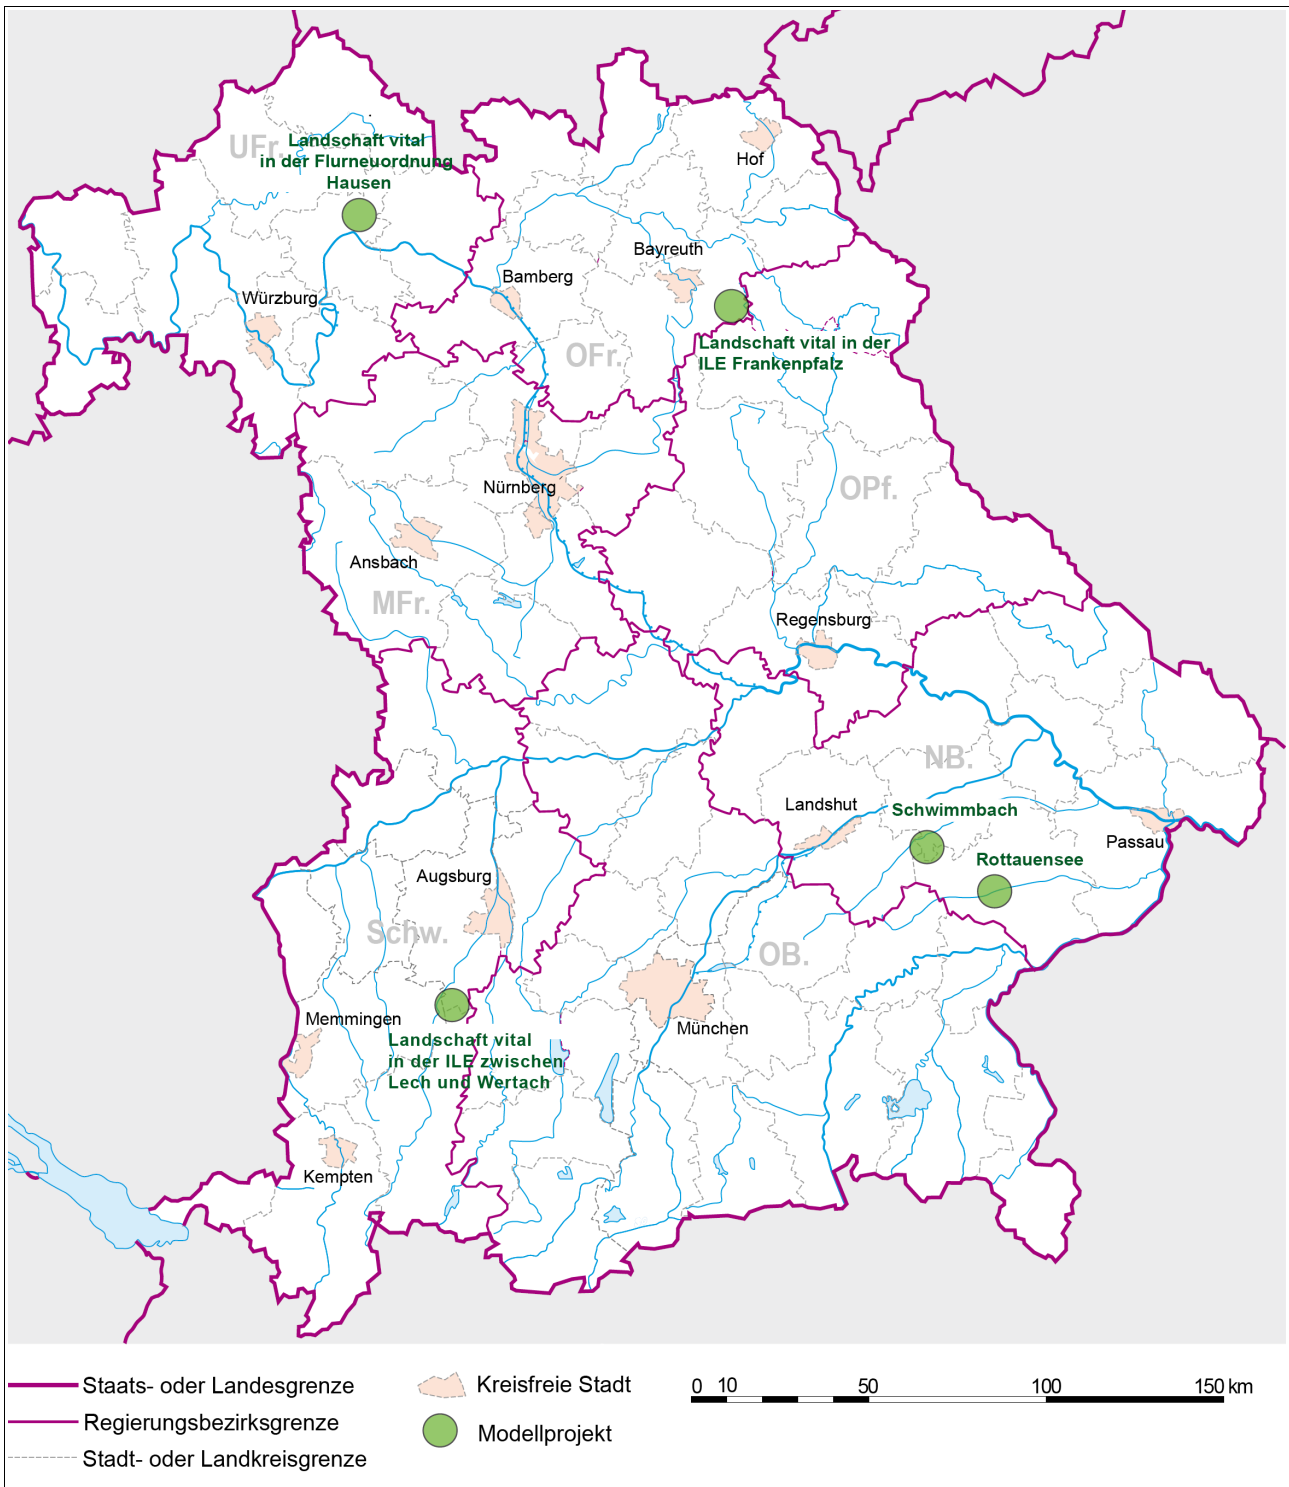 UFr.
Landschaft vital
in der Flurneuordnung
Hausen
Hof
Bayreuth
Bamberg
Würzburg
OFr.
Landschaft vital in der
ILE Frankenpfalz
Nürnberg
OPf.
Ansbach
MFr.
Regensburg
NB.
Landshut
Schwimmbach
Passau
Rottauensee
Augsburg
Schw.
OB.
Memmingen
München
Landschaft vital
in der ILE zwischen
Lech und Wertach
Kempten
Staats- oder Landesgrenze
Regierungsbezirksgrenze
Stadt- oder Landkreisgrenze
Kreisfreie Stadt
Modellprojekt
0 10 50 100 150 km